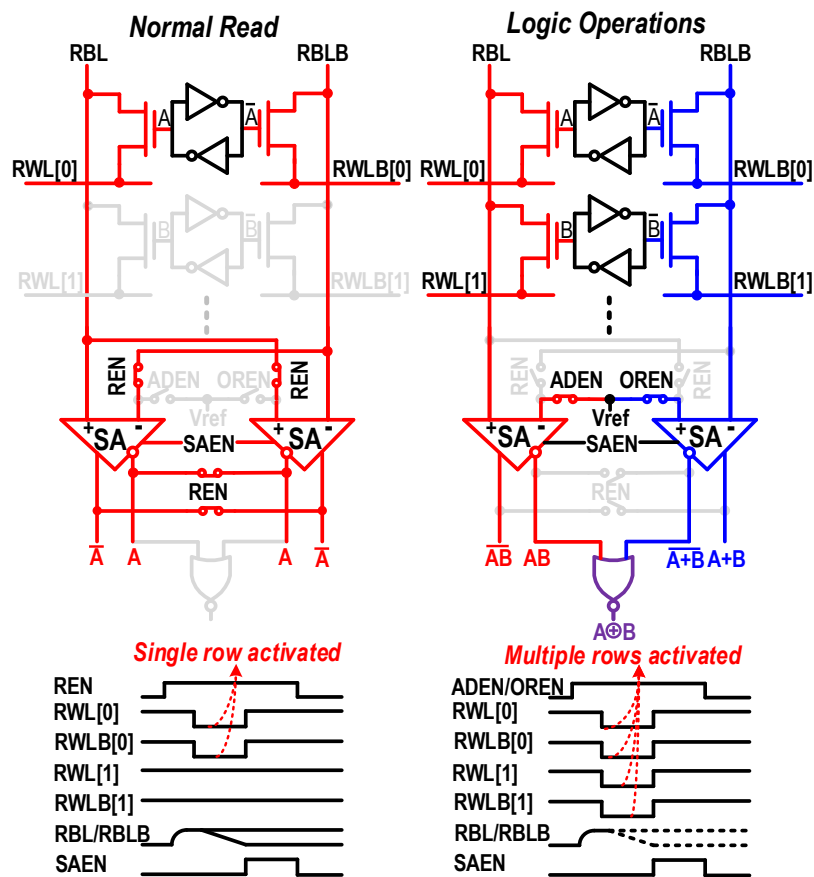 Normal Read
RBL RBLB
A A̅
RWL[0] RWLB[0]
B B̅
RWL[1] RWLB[1]
REN ADEN OREN REN
Vref
+ - + -
SA SAEN SA
REN
A̅ A A A̅
Single row activated
REN
RWL[0]
RWLB[0]
RWL[1]
RWLB[1]
RBL/RBLB
SAEN
Logic Operations
RBL RBLB
A A̅
RWL[0] RWLB[0]
B B̅
RWL[1] RWLB[1]
REN ADEN OREN REN
Vref
+ - + -
SA SAEN SA
REN
A̅B̅ AB A̅+̅B̅ A+B
A⊕B
Multiple rows activated
ADEN/OREN
RWL[0]
RWLB[0]
RWL[1]
RWLB[1]
RBL/RBLB
SAEN